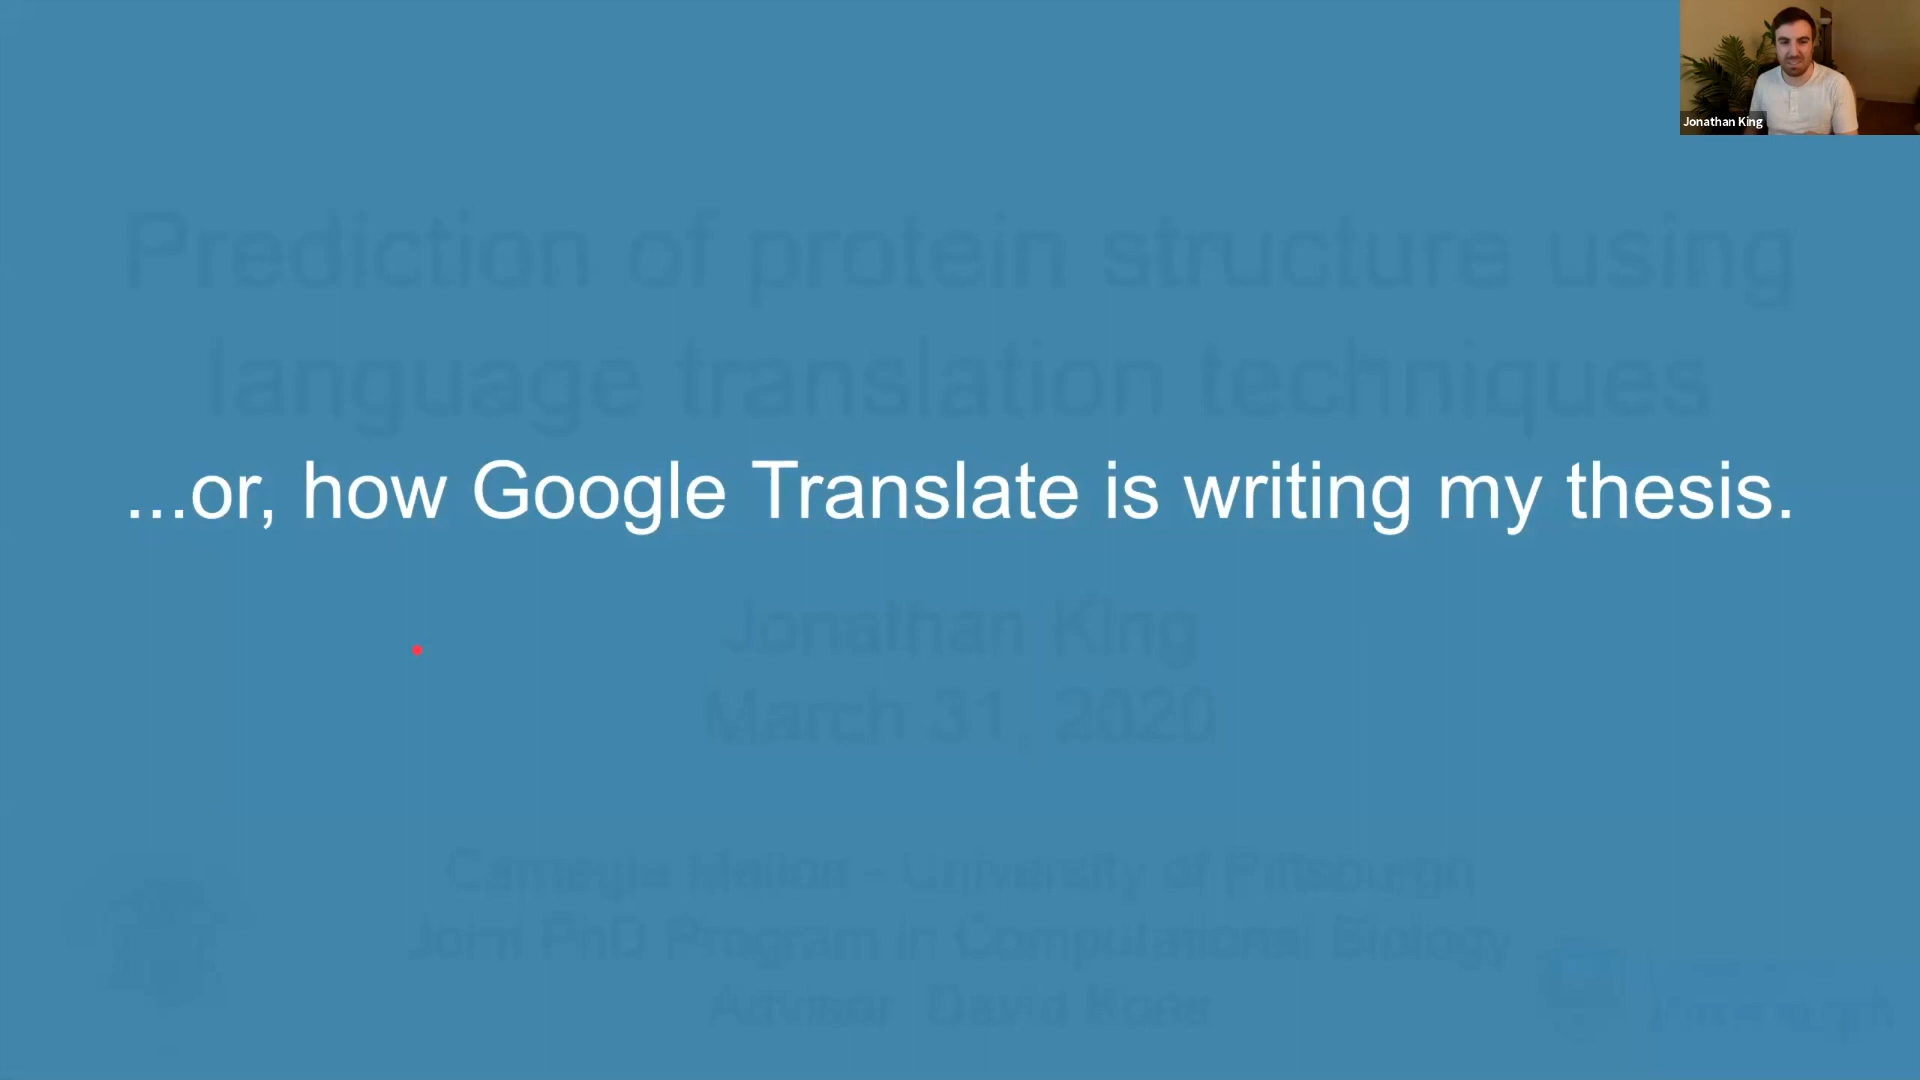 Jonathan King
Prediction of protein structure using
language translation techniques
...or, how Google Translate is writing my thesis.
Jonathan King
March 31, 2020
Carnegie Mellon - University of Pittsburgh
Joint PhD Program in Computational Biology
Advisor David Koes